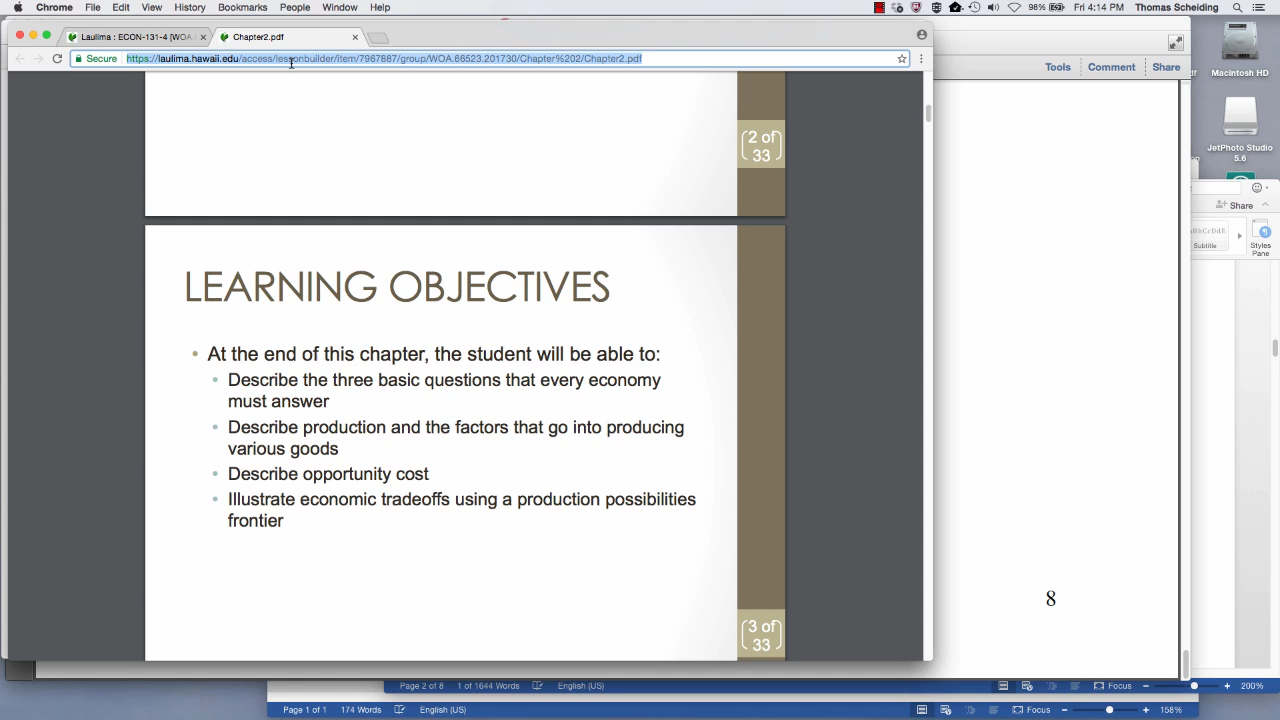 Chrome File Edit View History Bookmarks People Window Help 98% Fri 4:14 PM Thomas Scheiding
Laulima : ECON-131-4 [WOA
Chapter2.pdf
Secure https://laulima.hawaii.edu/access/lessonbuilder/item/7967887/group/WOA.66523.201730/Chapter%202/Chapter2.pdf
Tools Comment Share
Macintosh HD
JetPhoto Studio
5.6
2 of
33
Share
AaBbCcDdE
Subtitle
Styles
Pane
LEARNING OBJECTIVES
• At the end of this chapter, the student will be able to:
• Describe the three basic questions that every economy
must answer
• Describe production and the factors that go into producing
various goods
• Describe opportunity cost
• Illustrate economic tradeoffs using a production possibilities
frontier
3 of
33
8
Page 2 of 8 1 of 1644 Words English (US) Focus 200%
Page 1 of 1 174 Words English (US) Focus 158%